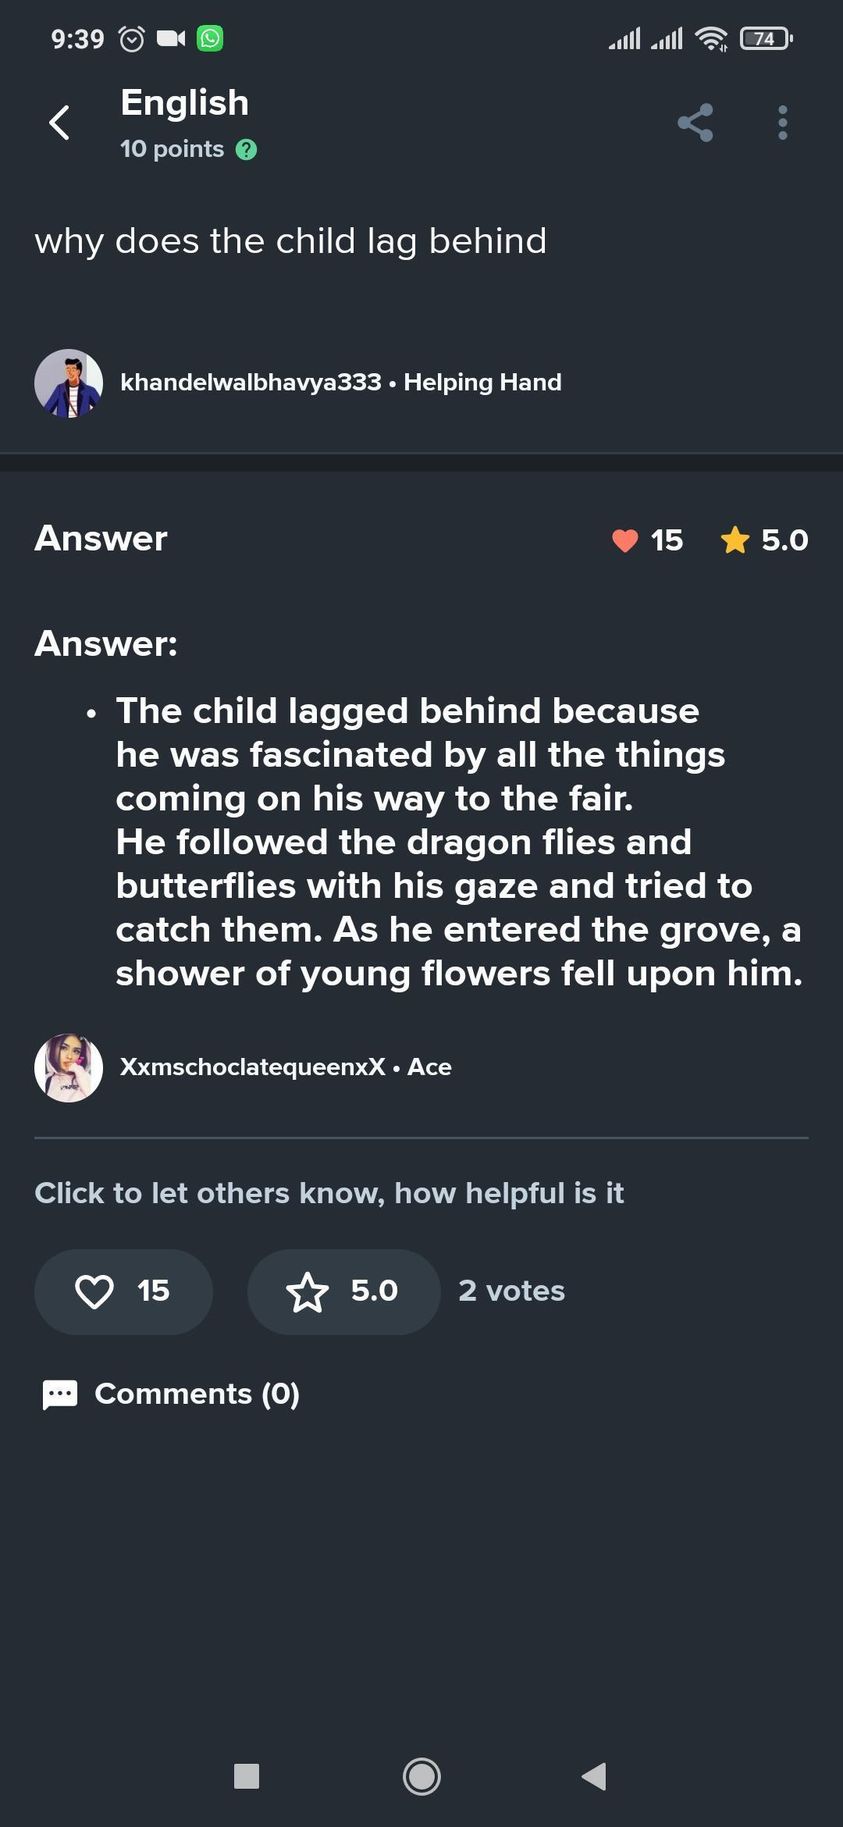 9:39
74
English
10 points ?
why does the child lag behind
khandelwalbhavya333 • Helping Hand
Answer
15 5.0
Answer:
• The child lagged behind because
he was fascinated by all the things
coming on his way to the fair.
He followed the dragon flies and
butterflies with his gaze and tried to
catch them. As he entered the grove, a
shower of young flowers fell upon him.
XxmschoclatequeenxX • Ace
Click to let others know, how helpful is it
15 5.0 2 votes
Comments (0)